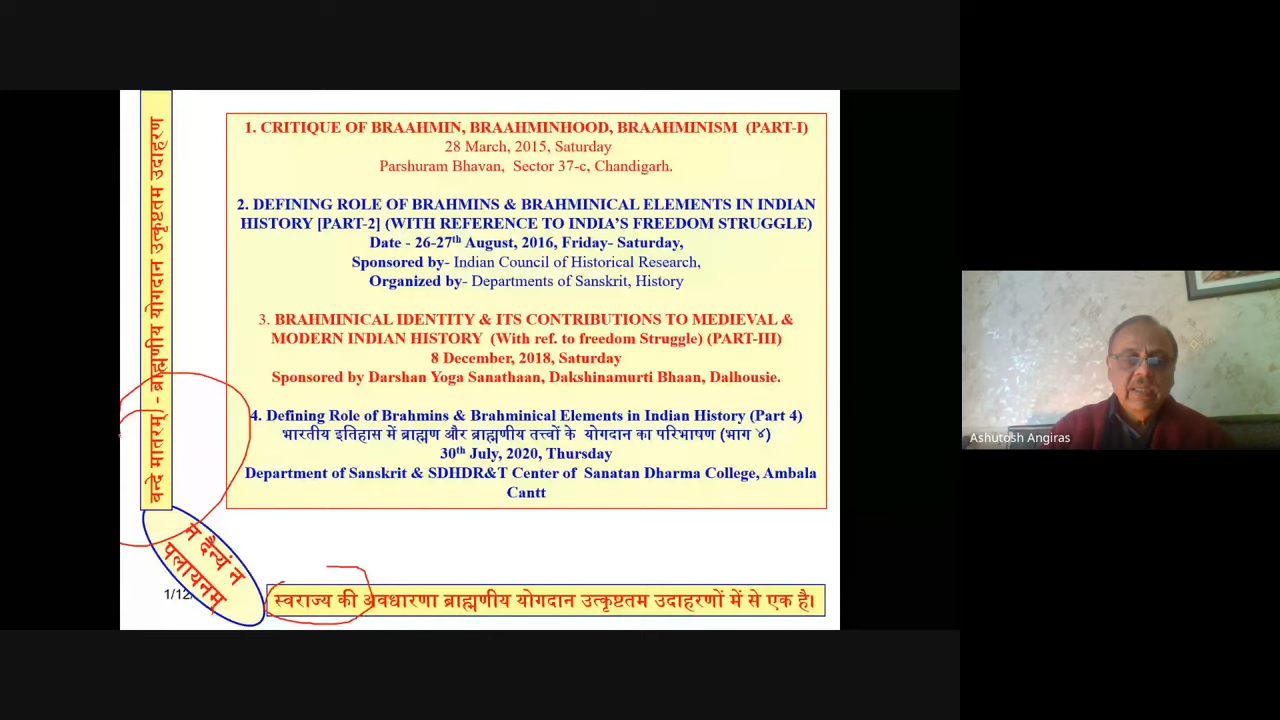 वन्दे मातरम् - ब्राह्मणीय योगदान उत्कृष्टतम उदाहरण
1. CRITIQUE OF BRAAHMIN, BRAAHMINHOOD, BRAAHMINISM (PART-I)
28 March, 2015, Saturday
Parshuram Bhavan, Sector 37-c, Chandigarh.
2. DEFINING ROLE OF BRAHMINS & BRAHMINICAL ELEMENTS IN INDIAN
HISTORY [PART-2] (WITH REFERENCE TO INDIA'S FREEDOM STRUGGLE)
Date - 26-27th August, 2016, Friday- Saturday,
Sponsored by- Indian Council of Historical Research,
Organized by- Departments of Sanskrit, History
3. BRAHMINICAL IDENTITY & ITS CONTRIBUTIONS TO MEDIEVAL &
MODERN INDIAN HISTORY (With ref. to freedom Struggle) (PART-III)
8 December, 2018, Saturday
Sponsored by Darshan Yoga Sanathaan, Dakshinamurti Bhaan, Dalhousie.
4. Defining Role of Brahmins & Brahminical Elements in Indian History (Part 4)
भारतीय इतिहास में ब्राह्मण और ब्राह्मणीय तत्त्वों के योगदान का परिभाषण (भाग ४)
30th July, 2020, Thursday
Department of Sanskrit & SDHDR&T Center of Sanatan Dharma College, Ambala
Cantt
न दैन्यं न
पलायनम्
1/12
स्वराज्य की अवधारणा ब्राह्मणीय योगदान उत्कृष्टतम उदाहरणों में से एक है।
Ashutosh Angiras